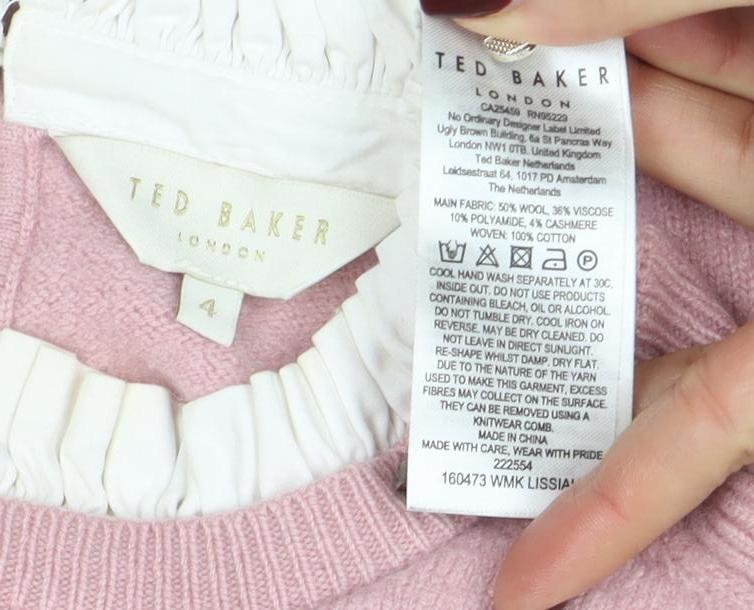 TED BAKER
LONDON
4
TED BAKER
LONDON
CA25459 RN95229
No Ordinary Designer Label Limited
Ugly Brown Building, 6a St Pancras Way
London NW1 0TB. United Kingdom
Ted Baker Netherlands
Leidsestraat 64, 1017 PD Amsterdam
The Netherlands
MAIN FABRIC: 50% WOOL, 36% VISCOSE
10% POLYAMIDE, 4% CASHMERE
WOVEN: 100% COTTON
P
COOL HAND WASH SEPARATELY AT 30C,
INSIDE OUT. DO NOT USE PRODUCTS
CONTAINING BLEACH, OIL OR ALCOHOL.
DO NOT TUMBLE DRY. COOL IRON ON
REVERSE. MAY BE DRY CLEANED. DO
NOT LEAVE IN DIRECT SUNLIGHT.
RE-SHAPE WHILST DAMP. DRY FLAT.
DUE TO THE NATURE OF THE YARN
USED TO MAKE THIS GARMENT, EXCESS
FIBRES MAY COLLECT ON THE SURFACE.
THEY CAN BE REMOVED USING A
KNITWEAR COMB.
MADE IN CHINA
MADE WITH CARE, WEAR WITH PRIDE
222554
160473 WMK LISSIA